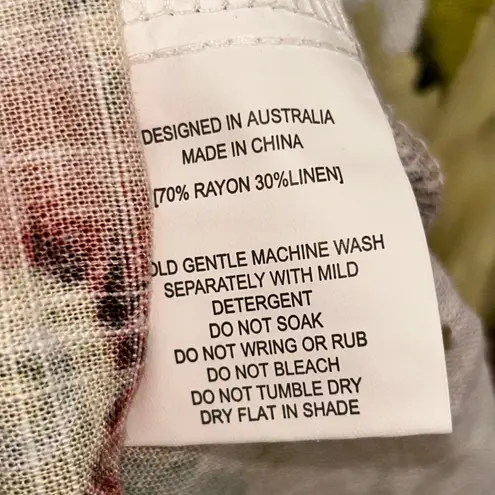 DESIGNED IN AUSTRALIA
MADE IN CHINA
[70% RAYON 30%LINEN]
OLD GENTLE MACHINE WASH
SEPARATELY WITH MILD
DETERGENT
DO NOT SOAK
DO NOT WRING OR RUB
DO NOT BLEACH
DO NOT TUMBLE DRY
DRY FLAT IN SHADE